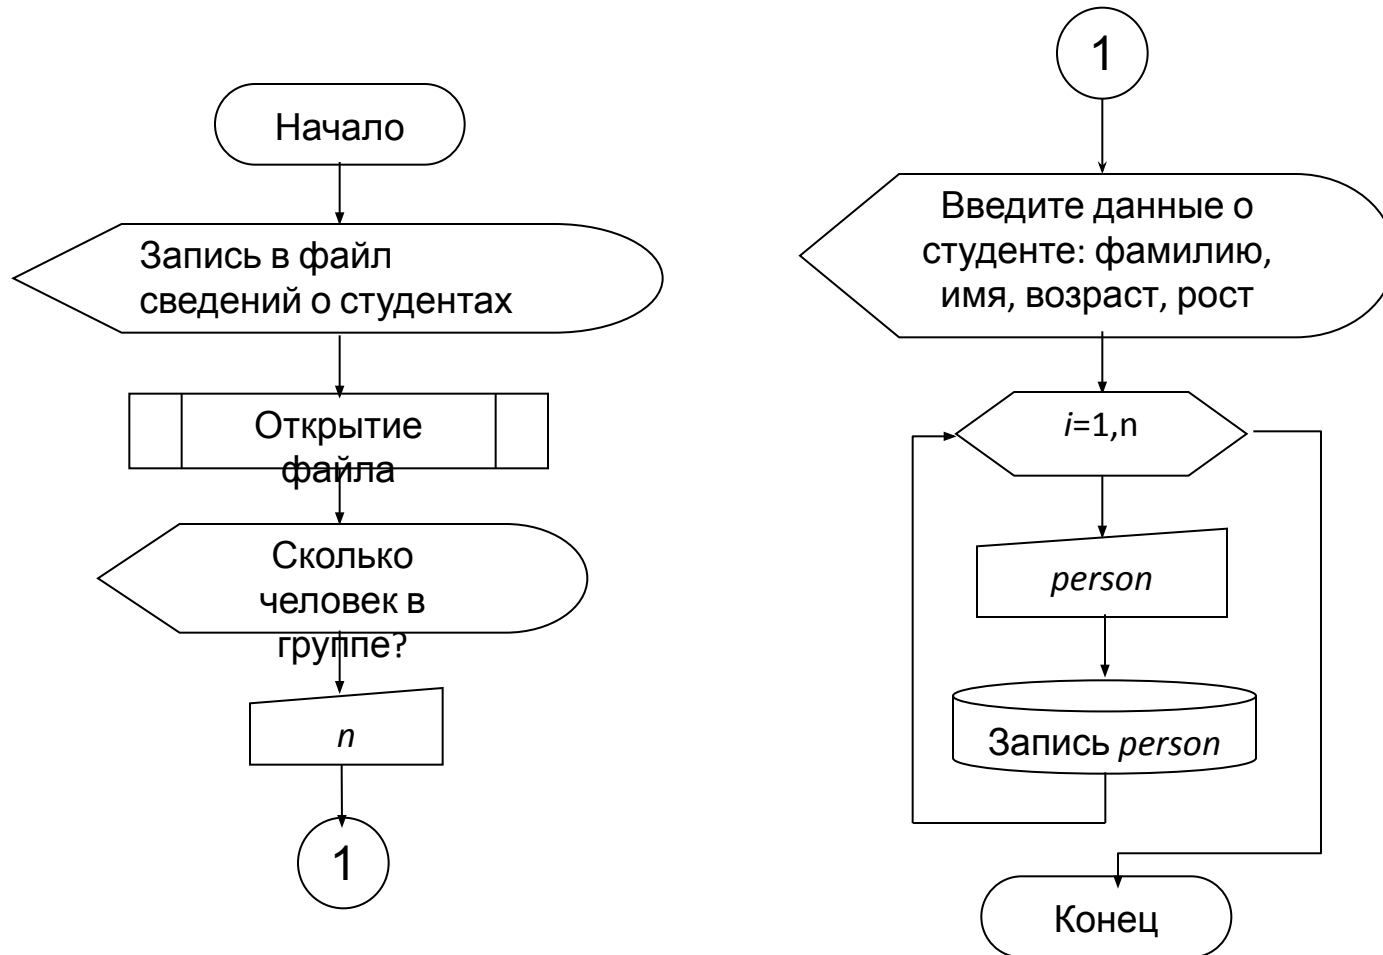 Начало
Запись в файл
сведений о студентах
Открытие
файла
Сколько
человек в
группе?
n
1
1
Введите данные о
студенте: фамилию,
имя, возраст, рост
i=1,n
person
Запись person
Конец